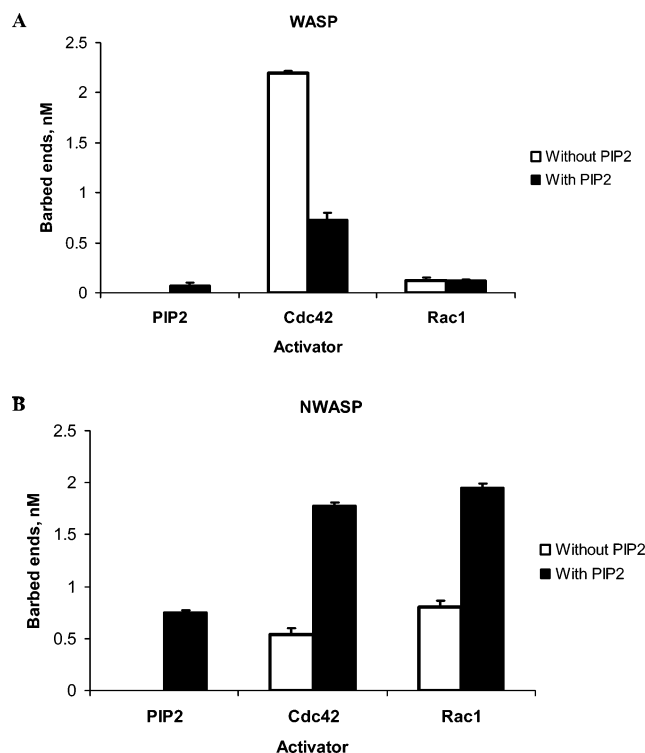 A
WASP
2.5
2
1.5
1
0.5
0
Barbed ends, nM
Without PIP2
With PIP2
PIP2 Cdc42 Rac1
Activator
B
NWASP
2.5
2
1.5
1
0.5
0
Barbed ends, nM
Without PIP2
With PIP2
PIP2 Cdc42 Rac1
Activator